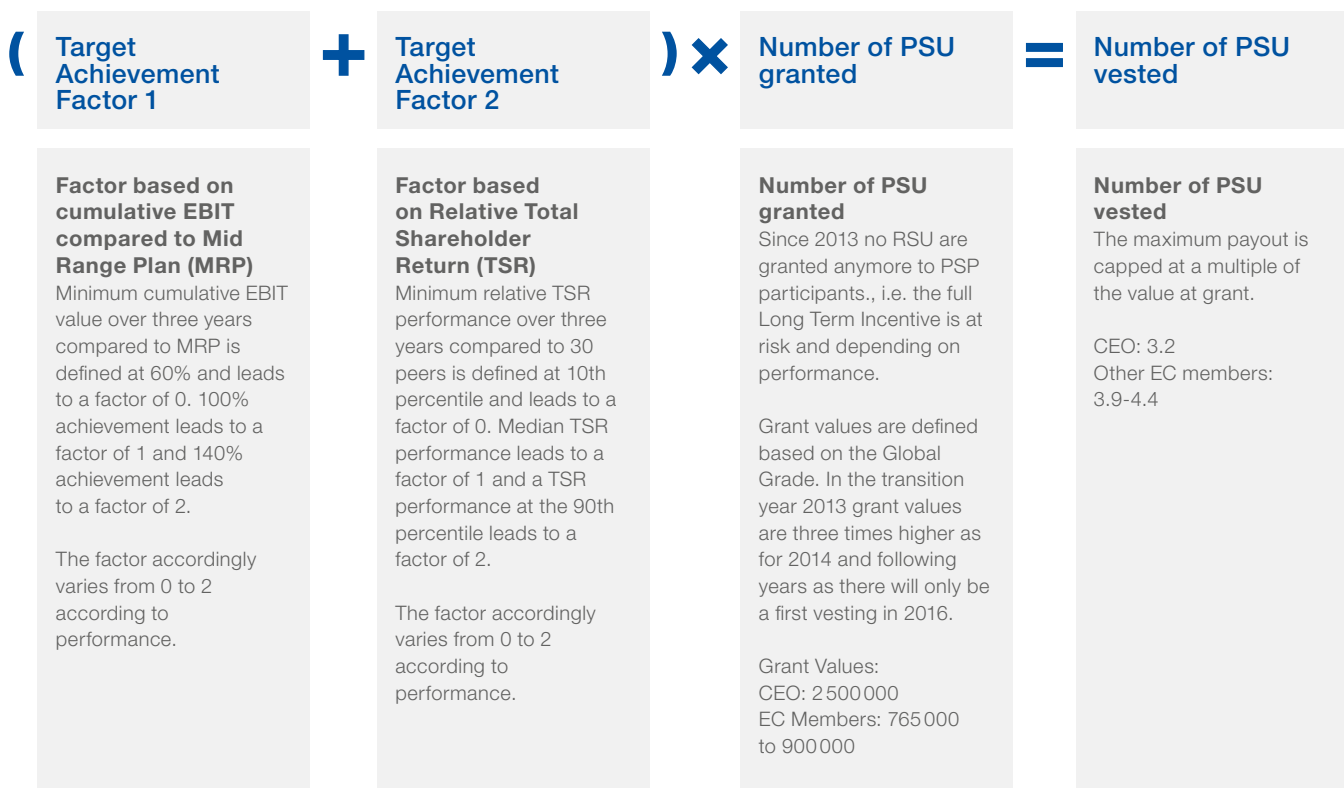 (
Target
Achievement
Factor 1
+
Target
Achievement
Factor 2
)
×
Number of PSU
granted
=
Number of PSU
vested
Factor based on
cumulative EBIT
compared to Mid
Range Plan (MRP)
Minimum cumulative EBIT
value over three years
compared to MRP is
defined at 60% and leads
to a factor of 0. 100%
achievement leads to a
factor of 1 and 140%
achievement leads
to a factor of 2.
The factor accordingly
varies from 0 to 2
according to
performance.
Factor based
on Relative Total
Shareholder
Return (TSR)
Minimum relative TSR
performance over three
years compared to 30
peers is defined at 10th
percentile and leads to a
factor of 0. Median TSR
performance leads to a
factor of 1 and a TSR
performance at the 90th
percentile leads to a
factor of 2.
The factor accordingly
varies from 0 to 2
according to
performance.
Number of PSU
granted
Since 2013 no RSU are
granted anymore to PSP
participants., i.e. the full
Long Term Incentive is at
risk and depending on
performance.
Grant values are defined
based on the Global
Grade. In the transition
year 2013 grant values
are three times higher as
for 2014 and following
years as there will only be
a first vesting in 2016.
Grant Values:
CEO: 2 500 000
EC Members: 765 000
to 900 000
Number of PSU
vested
The maximum payout is
capped at a multiple of
the value at grant.
CEO: 3.2
Other EC members:
3.9-4.4